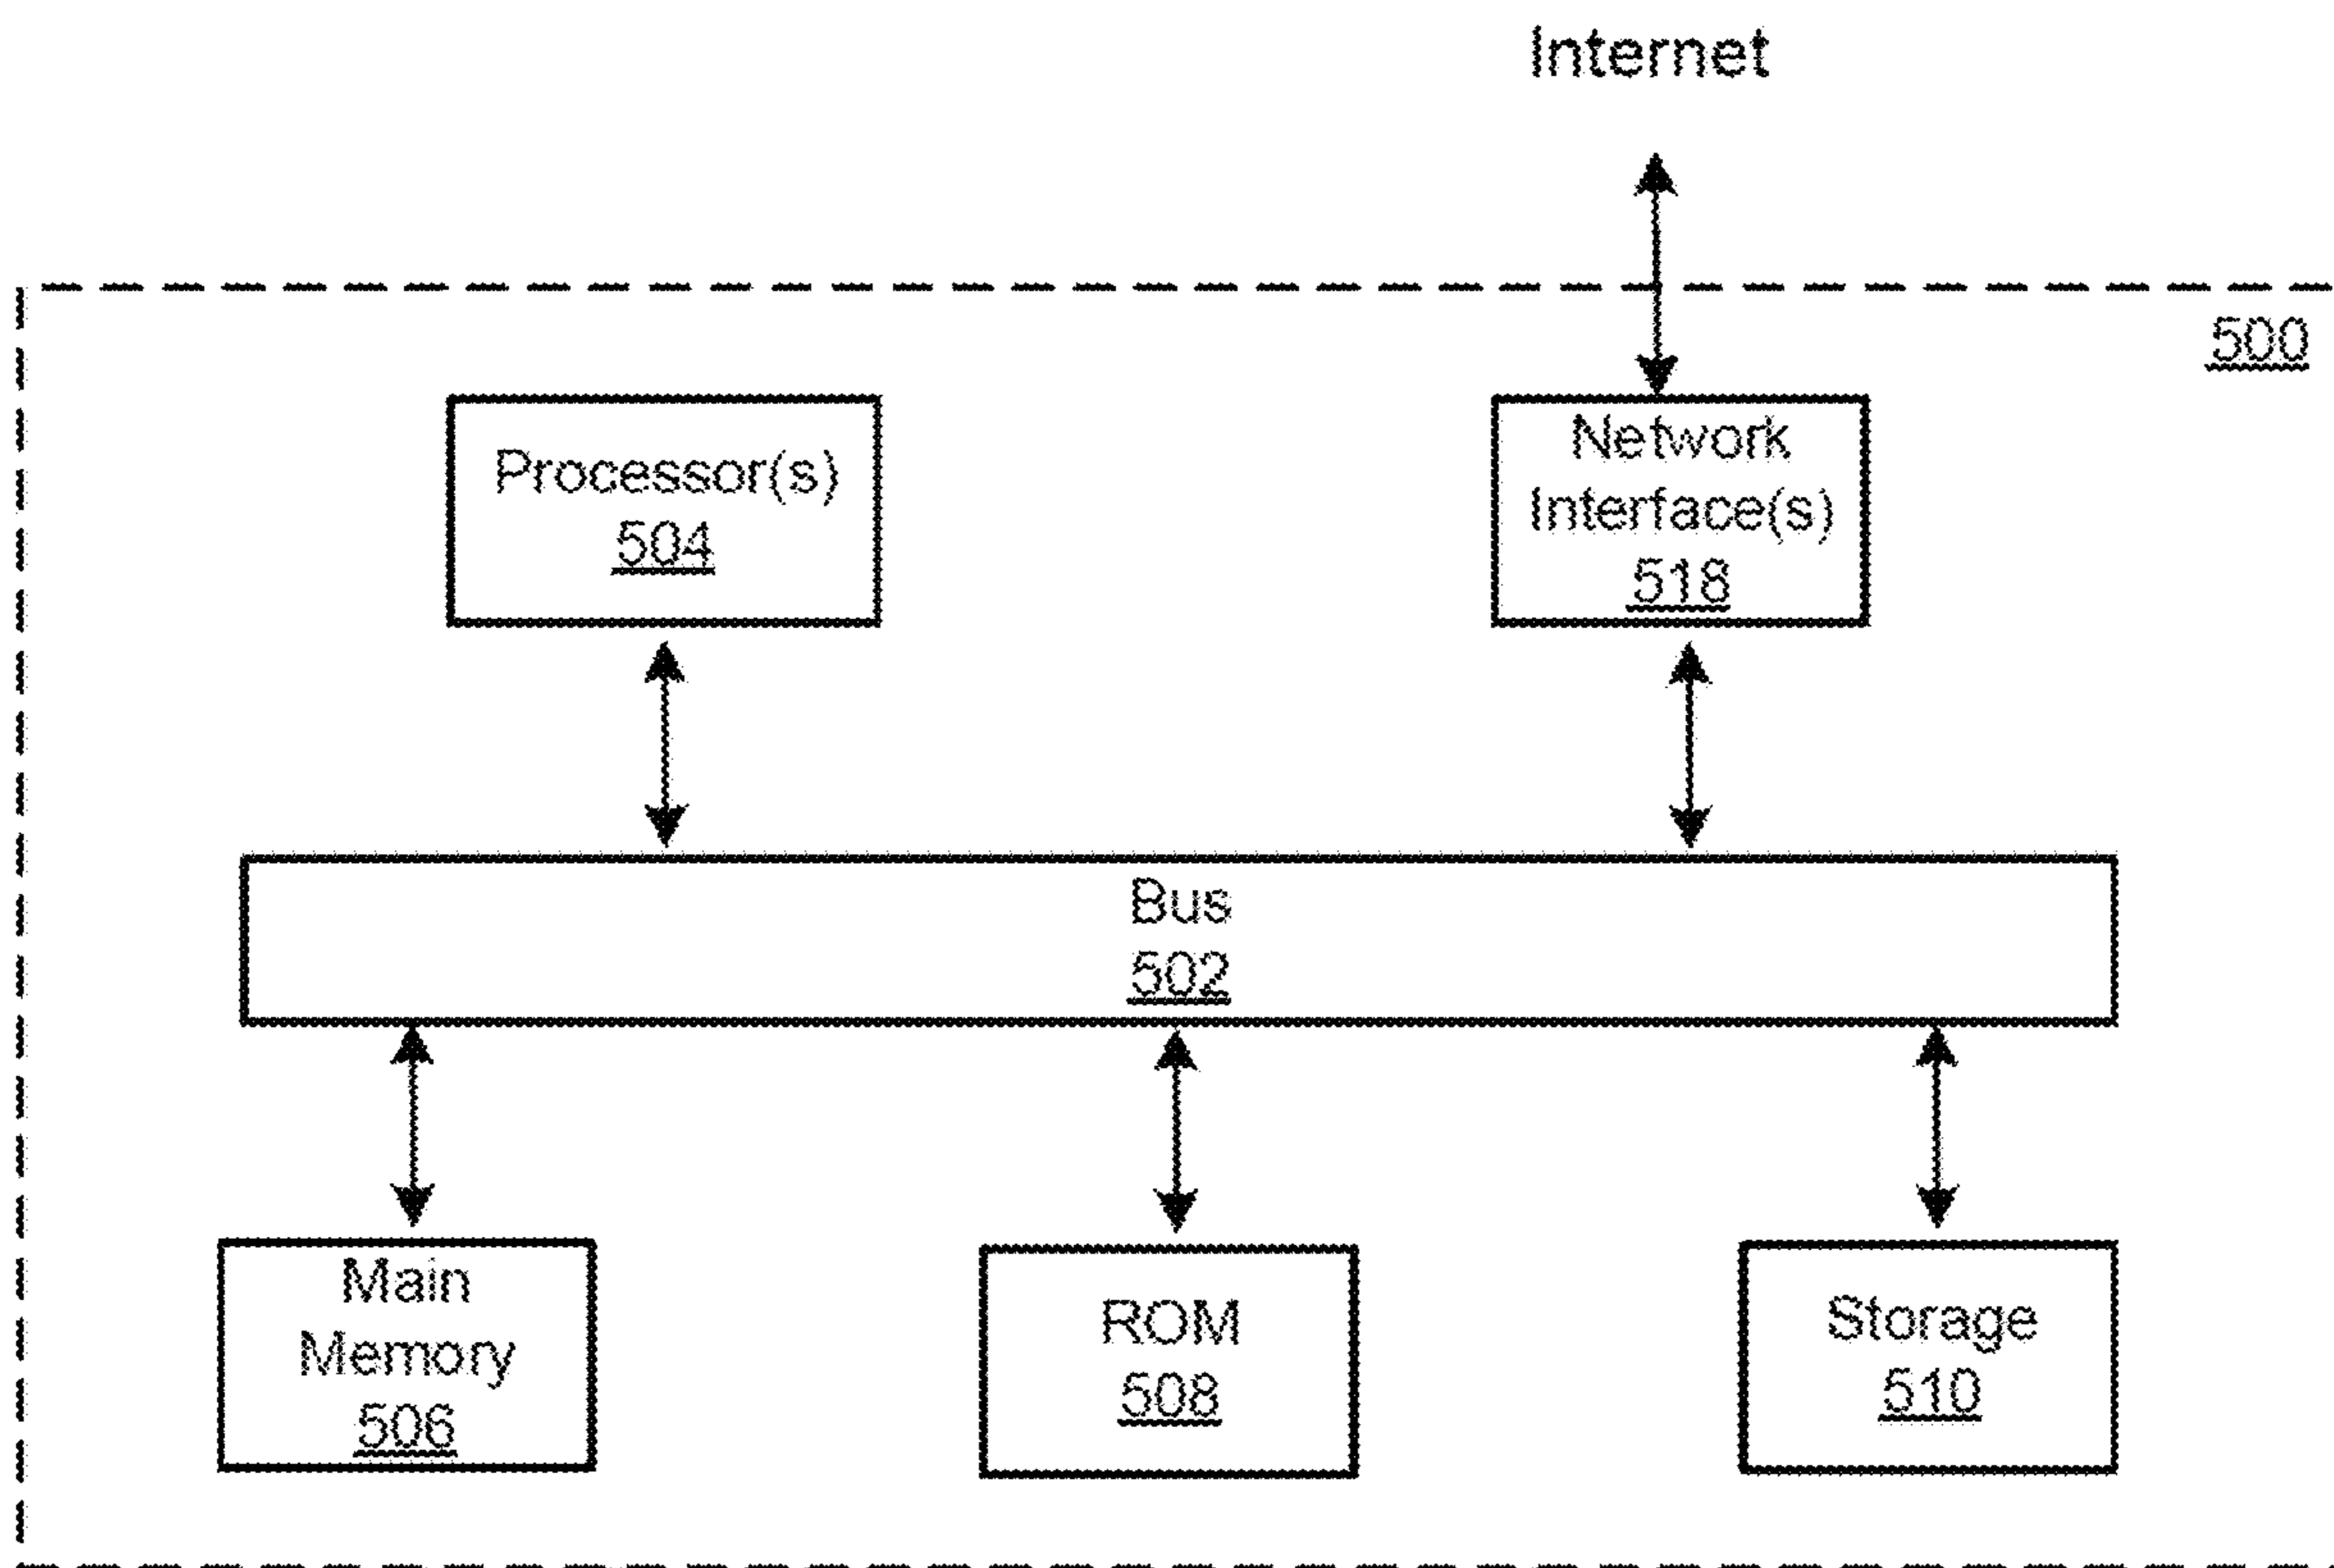 Internet
500
Processor(s)
504
Network
Interface(s)
518
Bus
502
Main
Memory
506
ROM
508
Storage
510